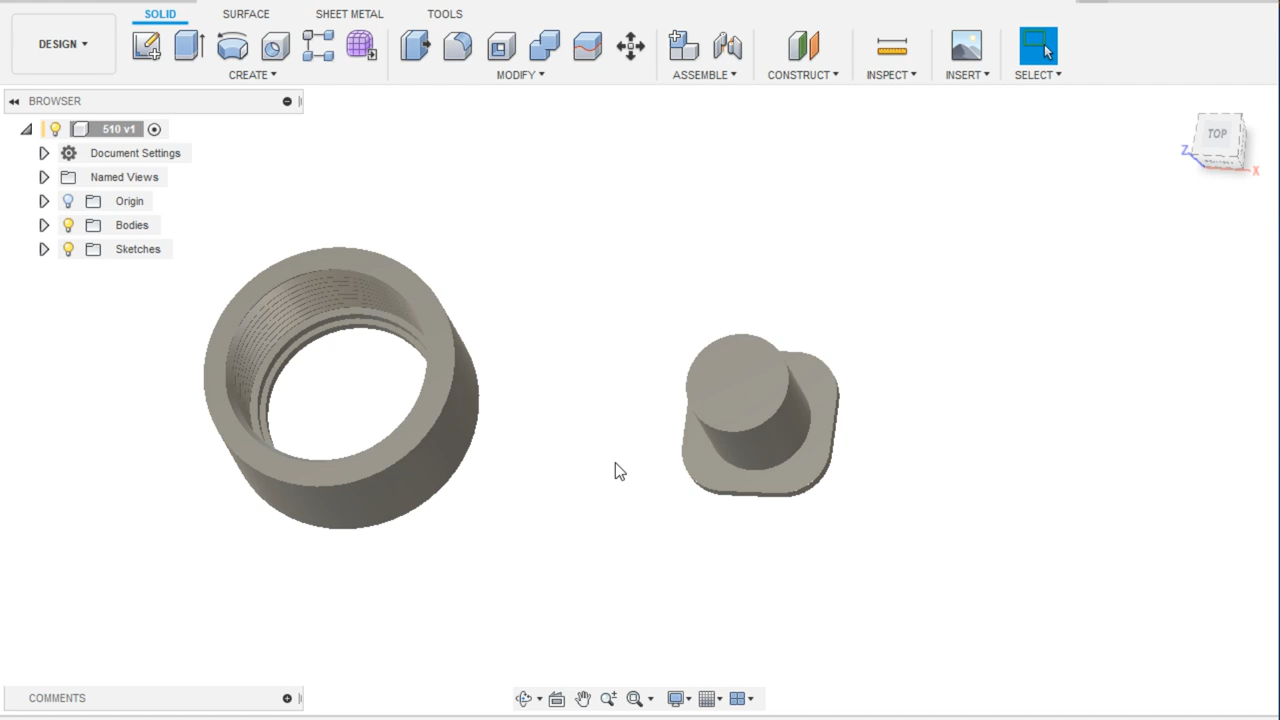 SOLID SURFACE SHEET METAL TOOLS
DESIGN
CREATE MODIFY ASSEMBLE CONSTRUCT INSPECT INSERT SELECT
BROWSER
510 v1
Document Settings
Named Views
Origin
Bodies
Sketches
TOP
Z
X
COMMENTS